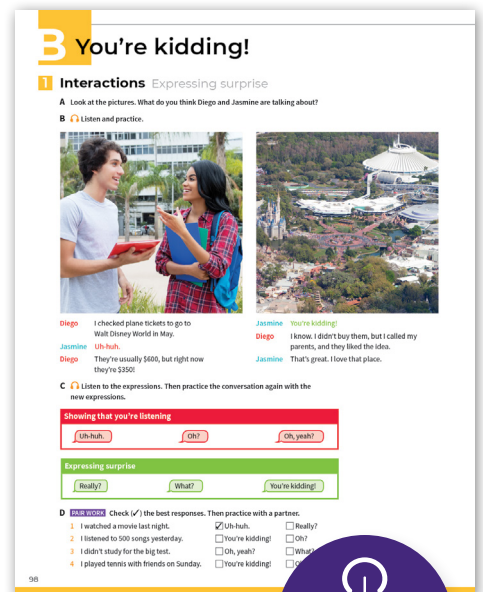 B You're kidding!
1 Interactions Expressing surprise
A Look at the pictures. What do you think Diego and Jasmine are talking about?
B Listen and practice.
Diego I checked plane tickets to go to
Walt Disney World in May.
Jasmine Uh-huh.
Diego They're usually $600, but right now
they're $350!
Jasmine You're kidding!
Diego I know. I didn't buy them, but I called my
parents, and they liked the idea.
Jasmine That's great. I love that place.
C Listen to the expressions. Then practice the conversation again with the
new expressions.
Showing that you're listening
Uh-huh. Oh? Oh, yeah?
Expressing surprise
Really? What? You're kidding!
D PAIR WORK Check (✓) the best responses. Then practice with a partner.
1 I watched a movie last night. ☑ Uh-huh. ☐ Really?
2 I listened to 500 songs yesterday. ☐ You're kidding! ☐ Oh?
3 I didn't study for the big test. ☐ Oh, yeah? ☐ What?
4 I played tennis with friends on Sunday. ☐ You're kidding! ☐
98